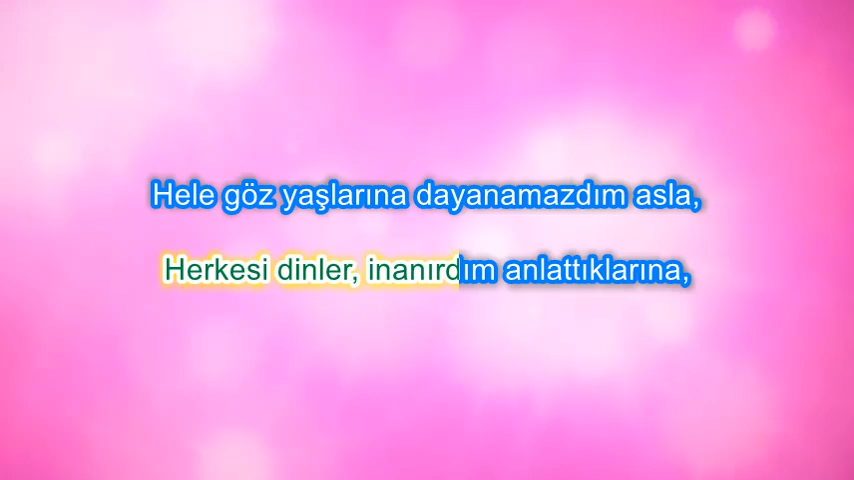 Hele göz yaşlarına dayanamazdım asla,
Herkesi dinler, inanırdım anlattıklarına,